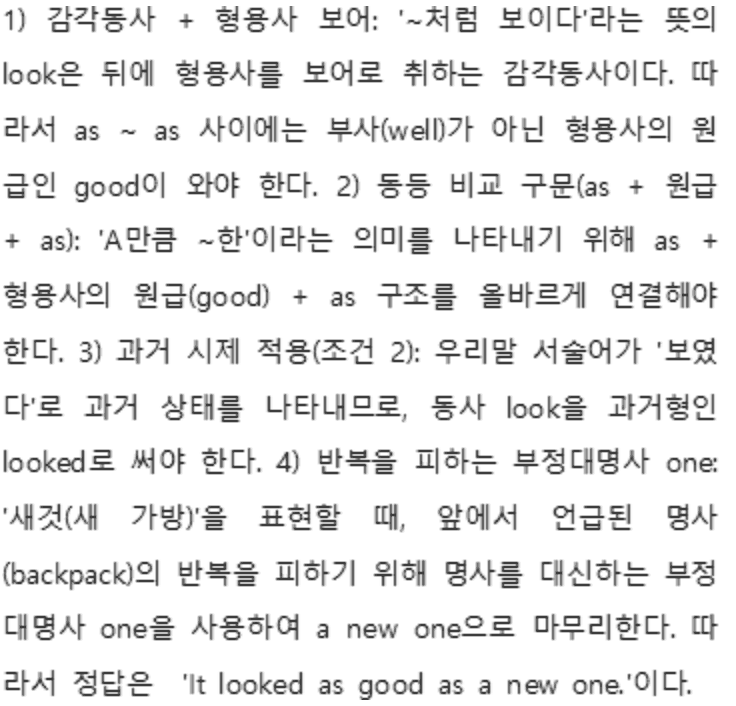 1) 감각동사 + 형용사 보어: '~처럼 보이다'라는 뜻의
look은 뒤에 형용사를 보어로 취하는 감각동사이다. 따
라서 as ~ as 사이에는 부사(well)가 아닌 형용사의 원
급인 good이 와야 한다. 2) 동등 비교 구문(as + 원급
+ as): 'A만큼 ~한'이라는 의미를 나타내기 위해 as +
형용사의 원급(good) + as 구조를 올바르게 연결해야
한다. 3) 과거 시제 적용(조건 2): 우리말 서술어가 '보였
다'로 과거 상태를 나타내므로, 동사 look을 과거형인
looked로 써야 한다. 4) 반복을 피하는 부정대명사 one:
'새것(새 가방)'을 표현할 때, 앞에서 언급된 명사
(backpack)의 반복을 피하기 위해 명사를 대신하는 부정
대명사 one을 사용하여 a new one으로 마무리한다. 따
라서 정답은 'It looked as good as a new one.'이다.